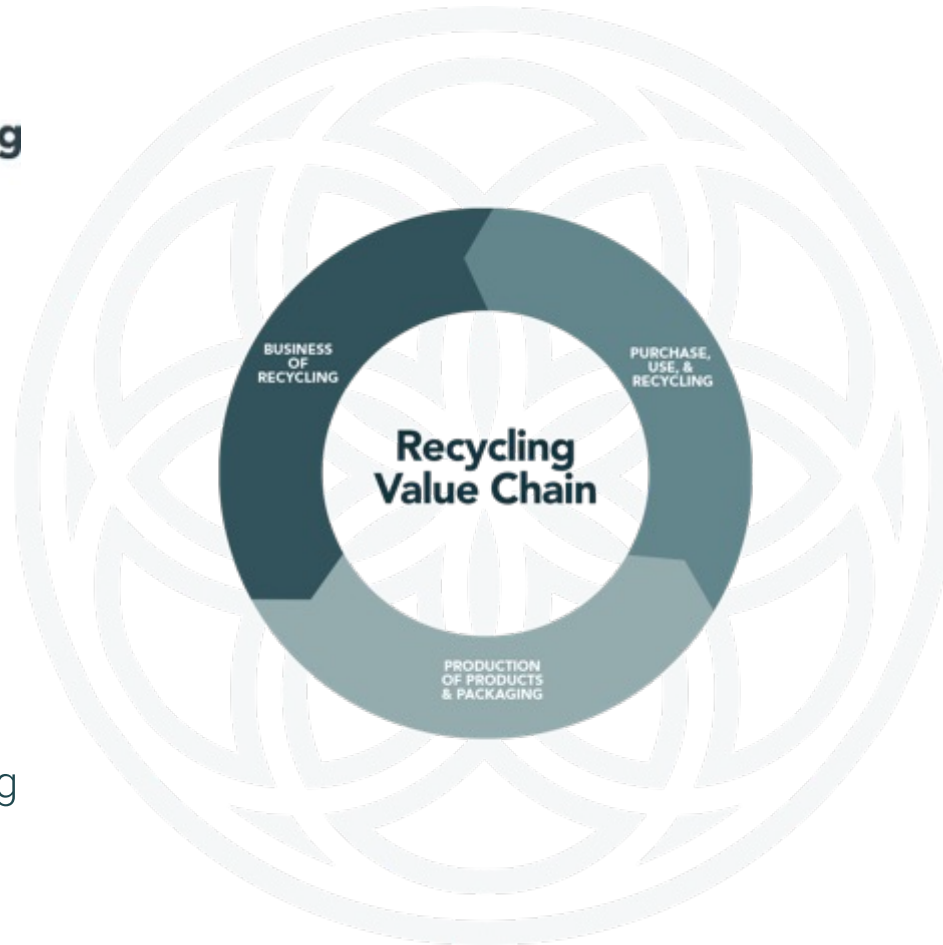 g
BUSINESS
OF
RECYCLING
PURCHASE,
USE, &
RECYCLING
Recycling
Value Chain
PRODUCTION
OF PRODUCTS
& PACKAGING
g